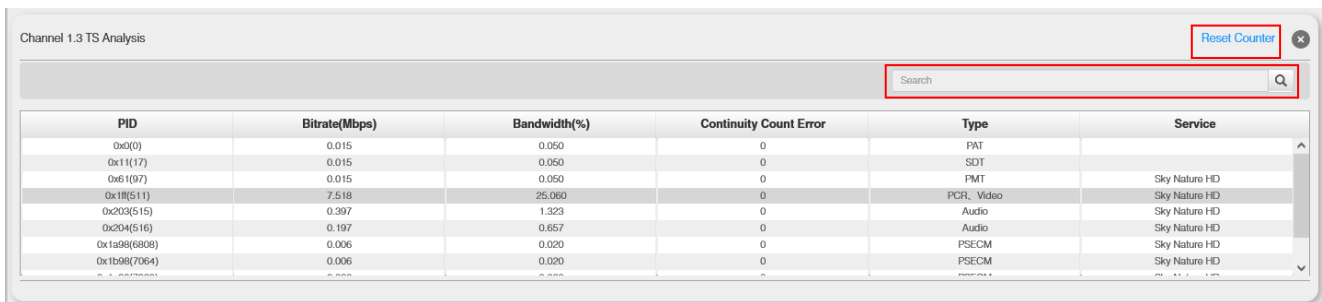 Channel 1.3 TS Analysis Reset Counter
Search
PID Bitrate(Mbps) Bandwidth(%) Continuity Count Error Type Service
0x0(0) 0.015 0.050 0 PAT
0x11(17) 0.015 0.050 0 SDT
0x61(97) 0.015 0.050 0 PMT Sky Nature HD
0x1ff(511) 7.518 25.060 0 PCR、Video Sky Nature HD
0x203(515) 0.397 1.323 0 Audio Sky Nature HD
0x204(516) 0.197 0.657 0 Audio Sky Nature HD
0x1a98(6808) 0.006 0.020 0 PSECM Sky Nature HD
0x1b98(7064) 0.006 0.020 0 PSECM Sky Nature HD